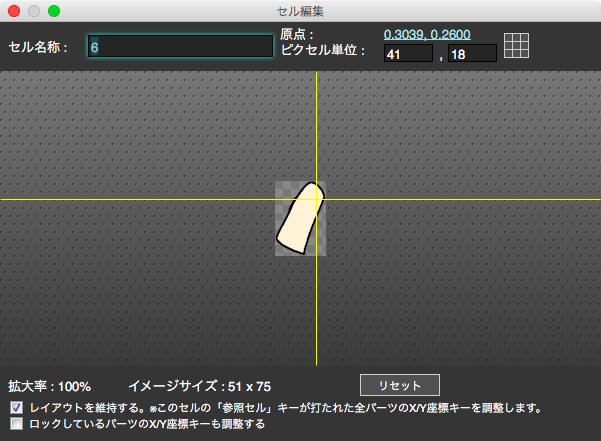 セル編集
セル名称 : 6
原点 : 0.3039, 0.2600
ピクセル単位 : 41 , 18
拡大率 : 100% イメージサイズ : 51 x 75 リセット
レイアウトを維持する。※このセルの「参照セル」キーが打たれた全パーツのX/Y座標キーを調整します。
ロックしているパーツのX/Y座標キーも調整する